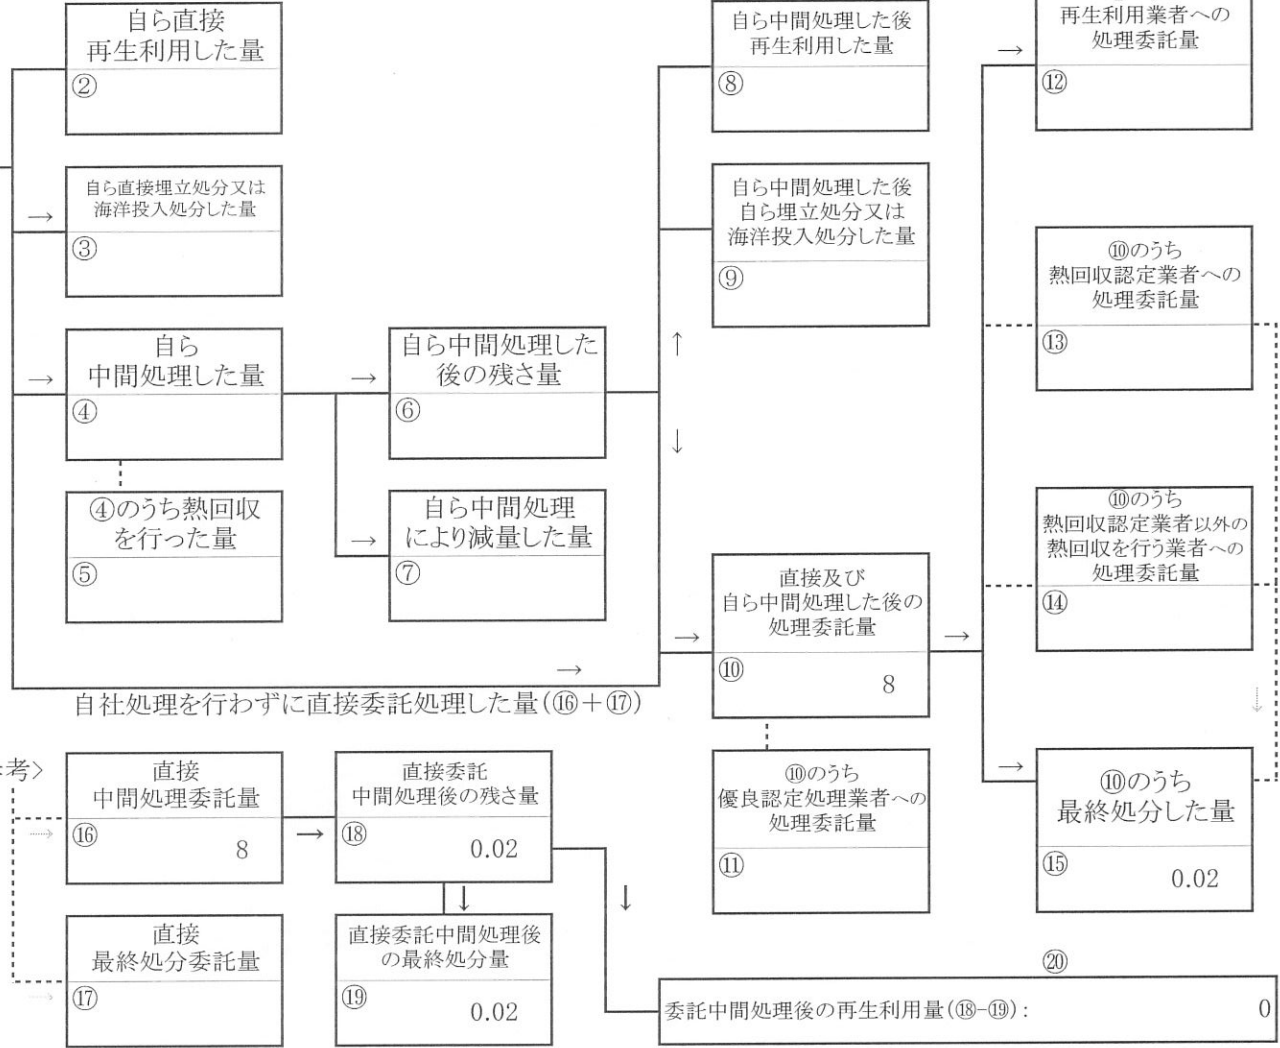 自ら直接
再生利用した量
②
自ら直接埋立処分又は
海洋投入処分した量
→
③
自ら
中間処理した量
→
④
④のうち熱回収
を行った量
⑤
→
自ら中間処理した
後の残さ量
⑥
自ら中間処理
により減量した量
→
⑦
自ら中間処理した後
再生利用した量
⑧
自ら中間処理した後
自ら埋立処分又は
海洋投入処分した量
⑨
↑
↓
直接及び
自ら中間処理した後の
処理委託量
→
⑩
8
→
⑩のうち
優良認定処理業者への
処理委託量
⑪
再生利用業者への
処理委託量
→
⑫
⑩のうち
熱回収認定業者への
処理委託量
⑬
⑩のうち
熱回収認定業者以外の
熱回収を行う業者への
処理委託量
⑭
↓
→
⑩のうち
最終処分した量
⑮
0.02
→
自社処理を行わずに直接委託処理した量(⑯+⑰)
考>
直接
中間処理委託量
→
⑯
8
→
直接委託
中間処理後の残さ量
⑱
0.02
↓
↓
直接
最終処分委託量
→
⑰
直接委託中間処理後
の最終処分量
⑲
0.02
⑳
委託中間処理後の再生利用量(⑱-⑲):
0